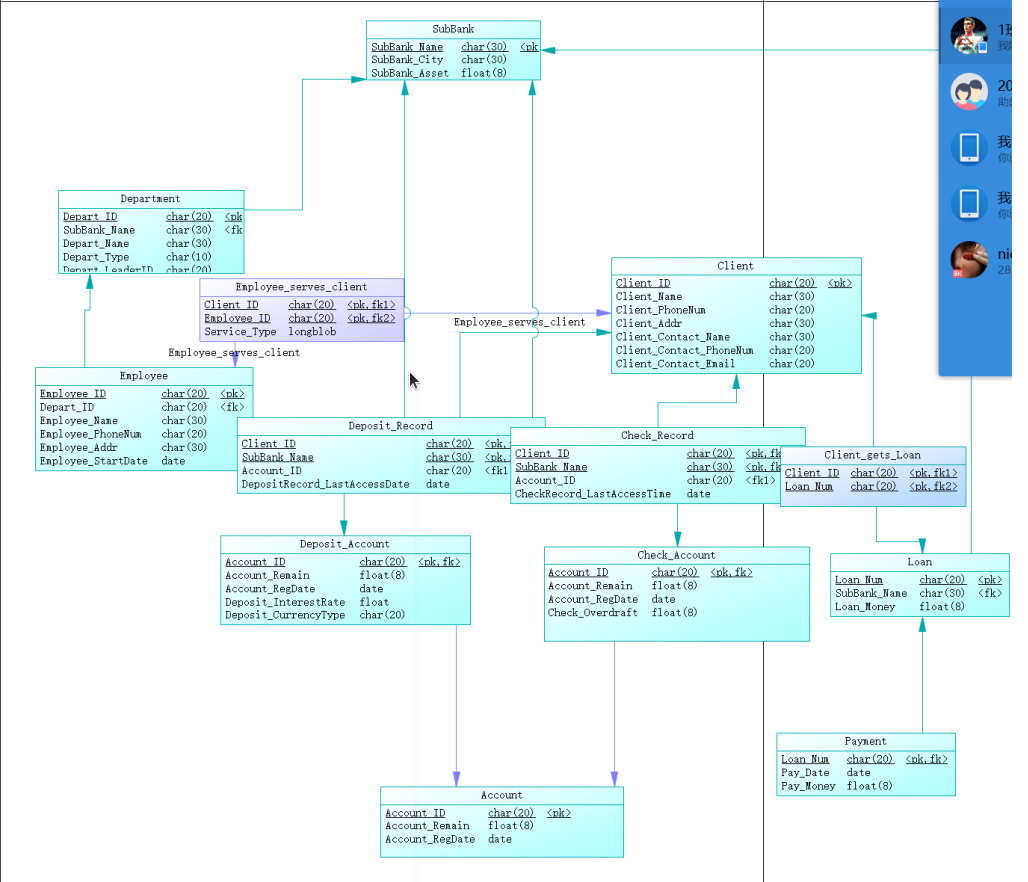 SubBank
SubBank_Name char(30) <pk
SubBank_City char(30)
SubBank_Asset float(8)
Department
Depart_ID char(20) <pk
SubBank_Name char(30) <fk
Depart_Name char(30)
Depart_Type char(10)
Depart_LeaderID char(20)
Employee_serves_client
Client_ID char(20) <pk,fk1>
Employee_ID char(20) <pk,fk2>
Service_Type longblob
Employee_serves_client
Employee_serves_client
Client
Client_ID char(20) <pk>
Client_Name char(30)
Client_PhoneNum char(20)
Client_Addr char(30)
Client_Contact_Name char(30)
Client_Contact_PhoneNum char(20)
Client_Contact_Email char(20)
Employee
Employee_ID char(20) <pk>
Depart_ID char(20) <fk>
Employee_Name char(30)
Employee_PhoneNum char(20)
Employee_Addr char(30)
Employee_StartDate date
Deposit_Record
Client_ID char(20) <pk,
SubBank_Name char(30) <pk,
Account_ID char(20) <fk1
DepositRecord_LastAccessDate date
Check_Record
Client_ID char(20) <pk,fk
SubBank_Name char(30) <pk,fk
Account_ID char(20) <fk1>
CheckRecord_LastAccessTime date
Client_gets_Loan
Client_ID char(20) <pk,fk1>
Loan_Num char(20) <pk,fk2>
Deposit_Account
Account_ID char(20) <pk,fk>
Account_Remain float(8)
Account_RegDate date
Deposit_InterestRate float
Deposit_CurrencyType char(20)
Check_Account
Account_ID char(20) <pk,fk>
Account_Remain float(8)
Account_RegDate date
Check_Overdraft float(8)
Loan
Loan_Num char(20) <pk>
SubBank_Name char(30) <fk>
Loan_Money float(8)
Payment
Loan_Num char(20) <pk,fk>
Pay_Date date
Pay_Money float(8)
Account
Account_ID char(20) <pk>
Account_Remain float(8)
Account_RegDate date
1班
20
助教
我
你已
我
你已
nic
28